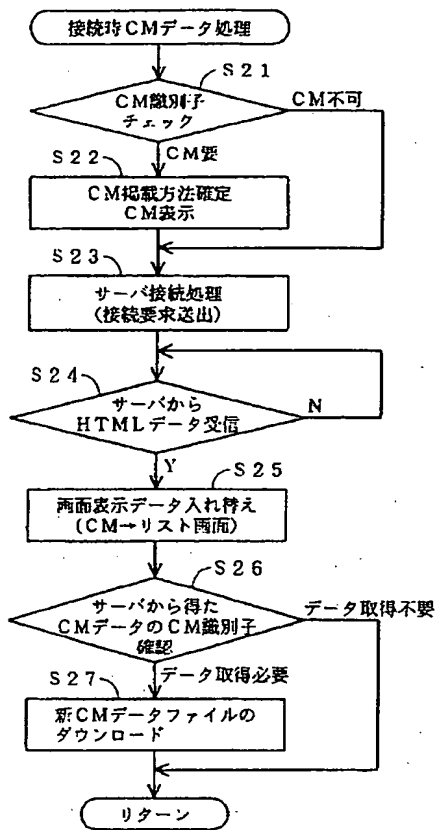 接続時CMデータ処理
S21
CM識別子
チェック
CM不可
CM要
S22
CM掲載方法確定
CM表示
S23
サーバ接続処理
(接続要求送出)
S24
サーバから
HTMLデータ受信
N
Y
S25
画面表示データ入れ替え
(CM→リスト画面)
S26
サーバから得た
CMデータのCM識別子
確認
データ取得不要
データ取得必要
S27
新CMデータファイルの
ダウンロード
リターン